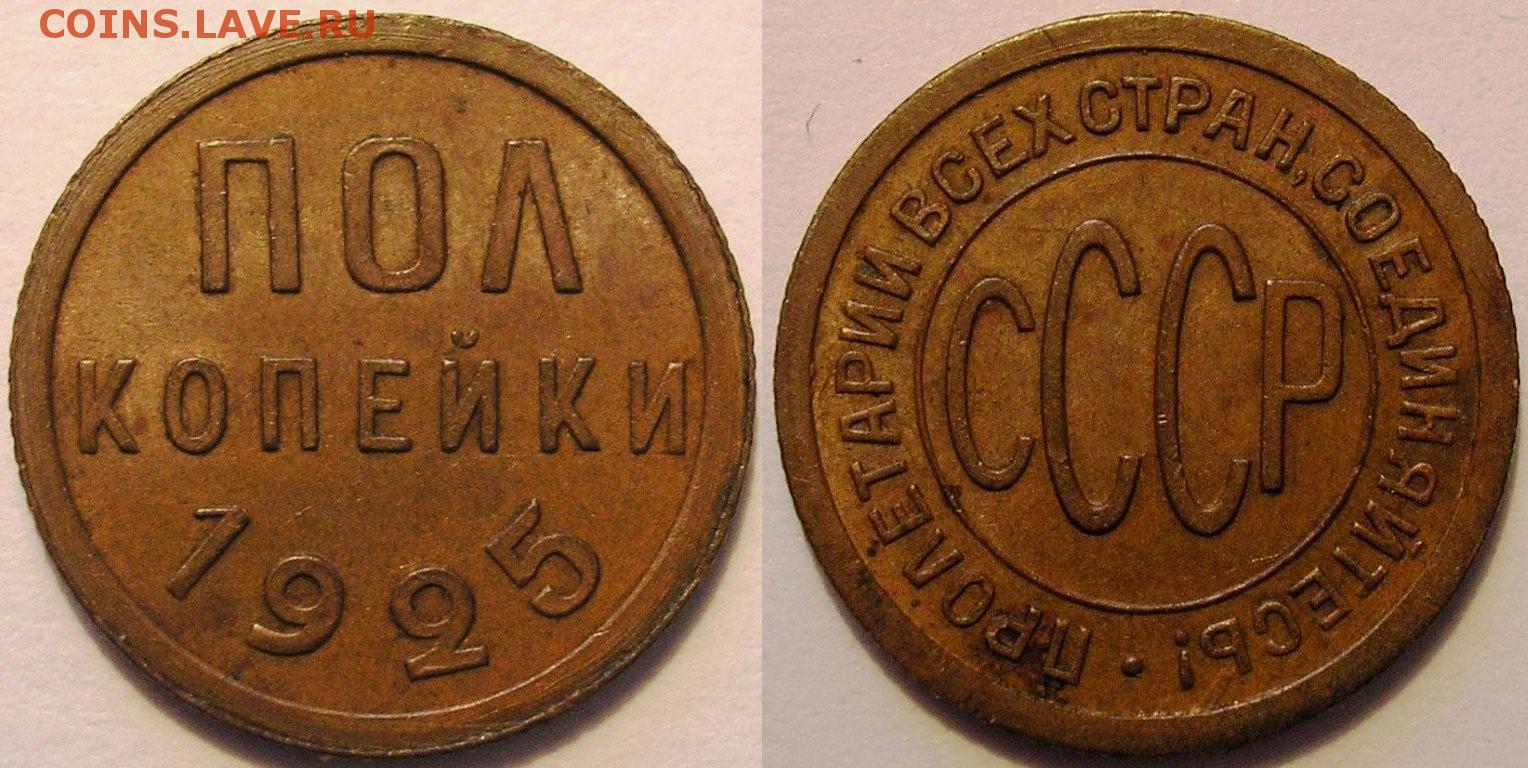 COINS.LAVE.RU
ПОЛ
КОПЕЙКИ
1925
ПРОЛЕТАРИИ ВСЕХ СТРАН, СОЕДИНЯЙТЕСЬ! •
СССР